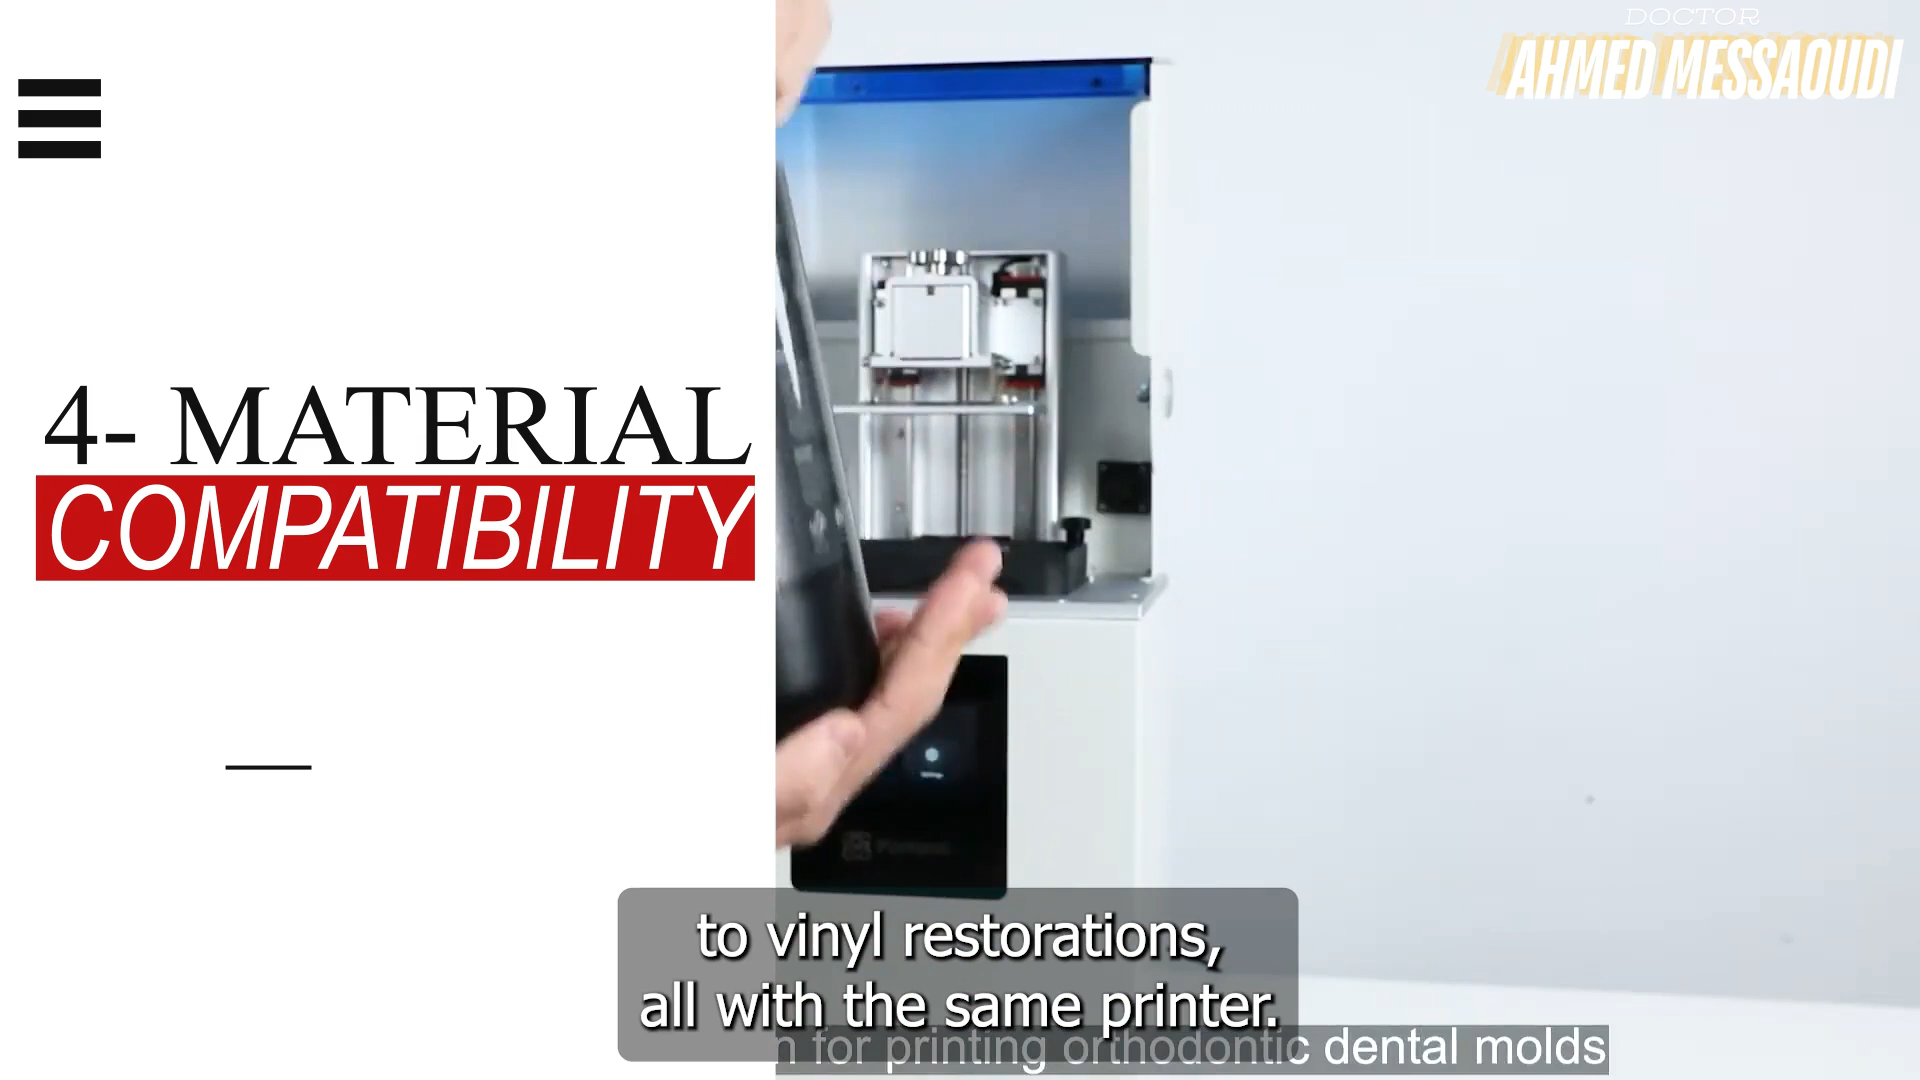 DOCTOR
AHMED MESSAOUDI
4- MATERIAL
COMPATIBILITY
to vinyl restorations,
all with the same printer.
for printing orthodontic dental molds